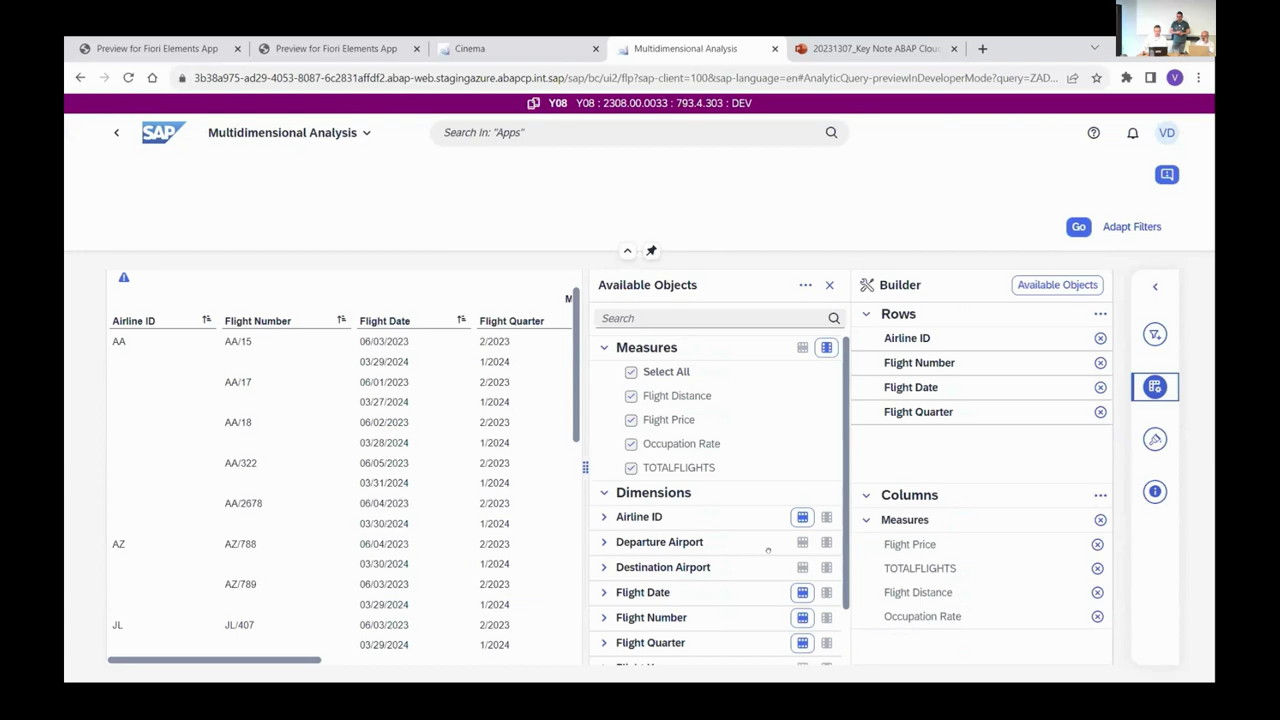 Preview for Fiori Elements App
Preview for Fiori Elements App
Cinema
Multidimensional Analysis
20231307_Key Note ABAP Clou
3b38a975-ad29-4053-8087-6c2831affdf2.abap-web.stagingazure.abapcp.int.sap/sap/bc/ui2/flp?sap-client=100&sap-language=en#AnalyticQuery-previewInDeveloperMode?query=ZAD...
V
Y08 Y08 : 2308.00.0033 : 793.4.303 : DEV
SAP
Multidimensional Analysis
Search In: "Apps"
VD
Go
Adapt Filters
M
Airline ID Flight Number Flight Date Flight Quarter
AA AA/15 06/03/2023 2/2023
03/29/2024 1/2024
AA/17 06/01/2023 2/2023
03/27/2024 1/2024
AA/18 06/02/2023 2/2023
03/28/2024 1/2024
AA/322 06/05/2023 2/2023
03/31/2024 1/2024
AA/2678 06/04/2023 2/2023
03/30/2024 1/2024
AZ AZ/788 06/04/2023 2/2023
03/30/2024 1/2024
AZ/789 06/03/2023 2/2023
03/29/2024 1/2024
JL JL/407 06/03/2023 2/2023
03/29/2024 1/2024
Available Objects
Search
Measures
Select All
Flight Distance
Flight Price
Occupation Rate
TOTALFLIGHTS
Dimensions
Airline ID
Departure Airport
Destination Airport
Flight Date
Flight Number
Flight Quarter
Builder
Available Objects
Rows
Airline ID
Flight Number
Flight Date
Flight Quarter
Columns
Measures
Flight Price
TOTALFLIGHTS
Flight Distance
Occupation Rate